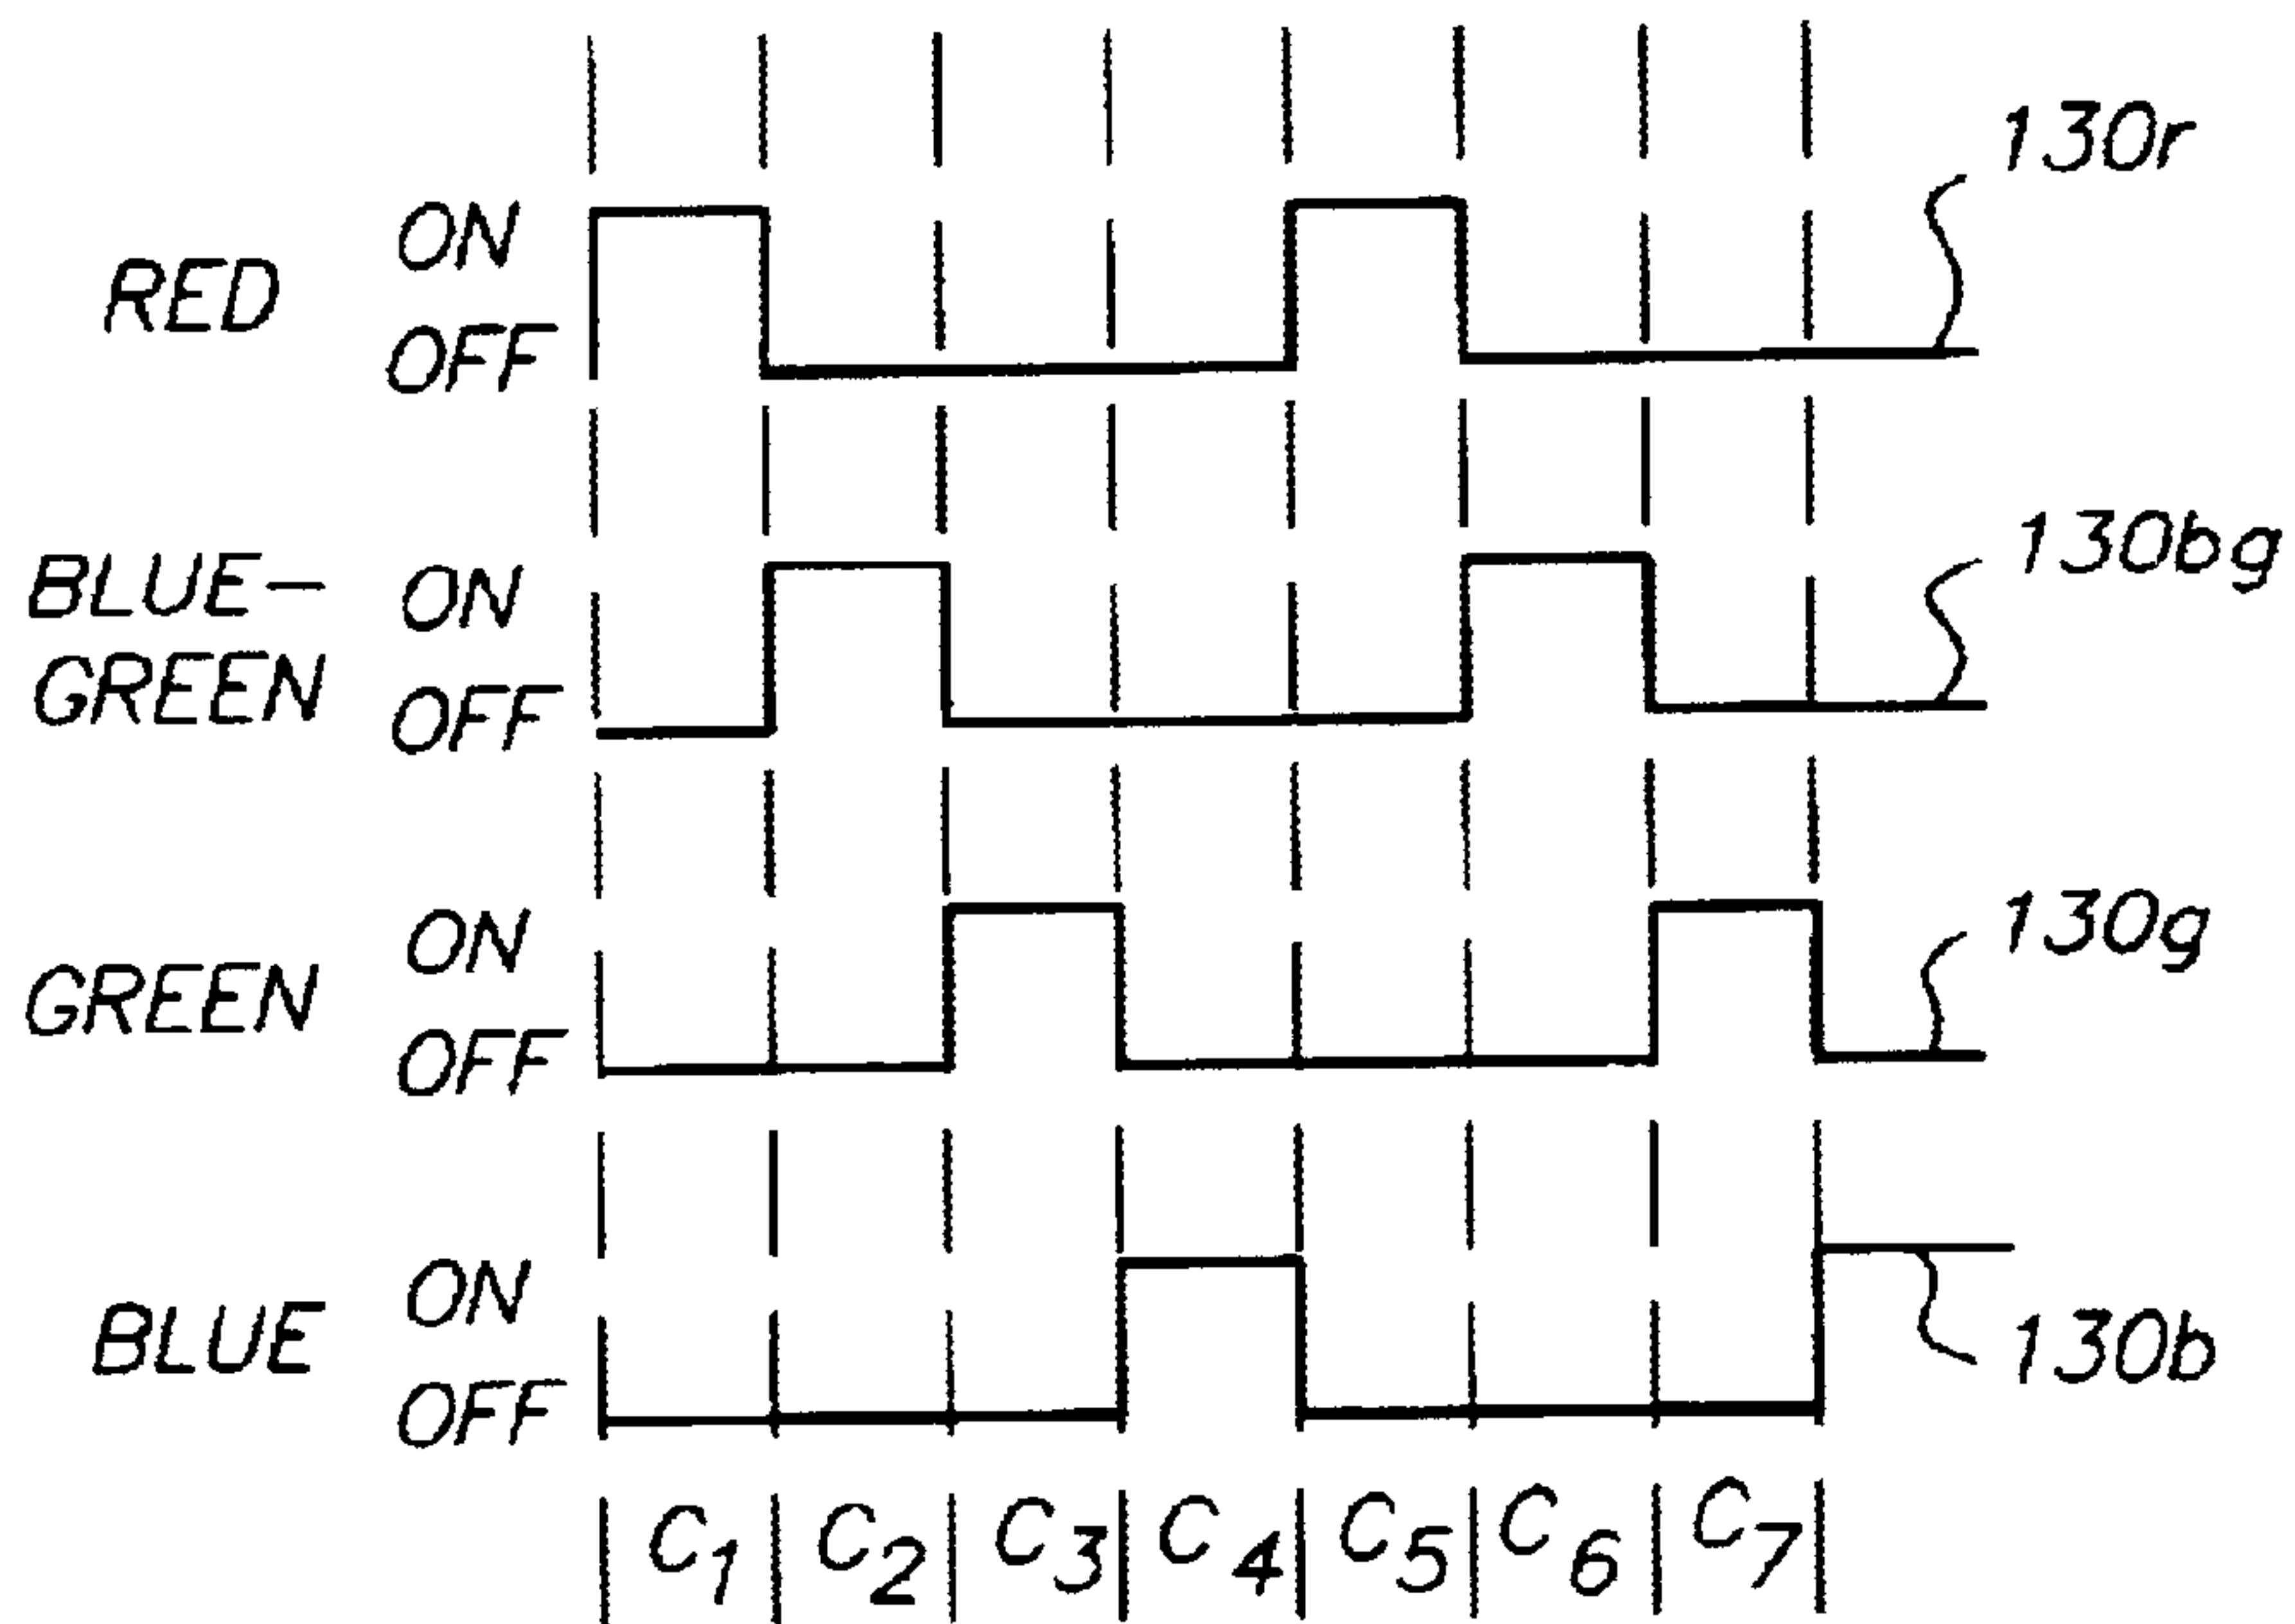 130r
ON
RED
OFF
130bg
BLUE-
GREEN
ON
OFF
130g
ON
GREEN
OFF
ON
BLUE
OFF
130b
C1 C2 C3 C4 C5 C6 C7